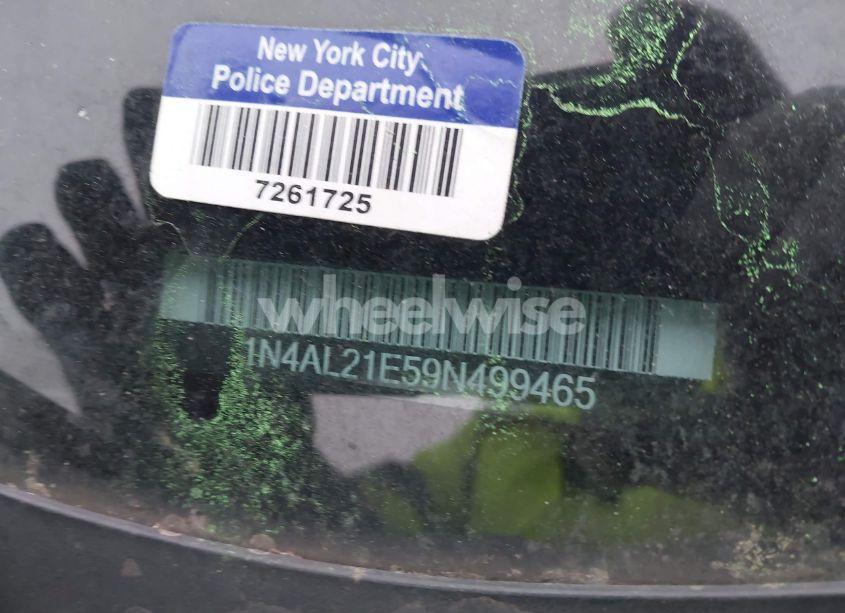 New York City
Police Department
7261725
wheelwise
1N4AL21E59N499465